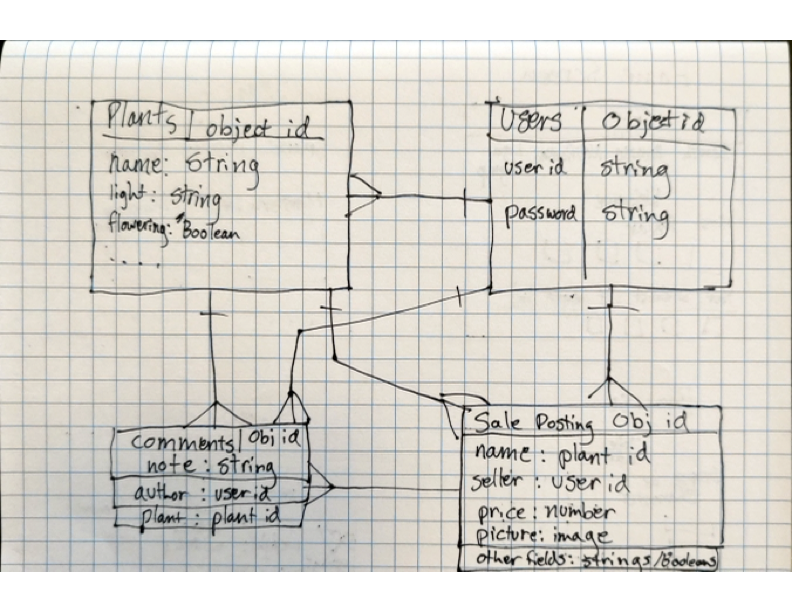 Plants | object id
name: String
light: string
flowering: Boolean
....
Users | Object id
user id | string
password | string
comments | Obj id
note : string
author : user id
plant : plant id
Sale Posting Obj id
name : plant id
seller : user id
price : number
picture : image
other fields: strings/Booleans